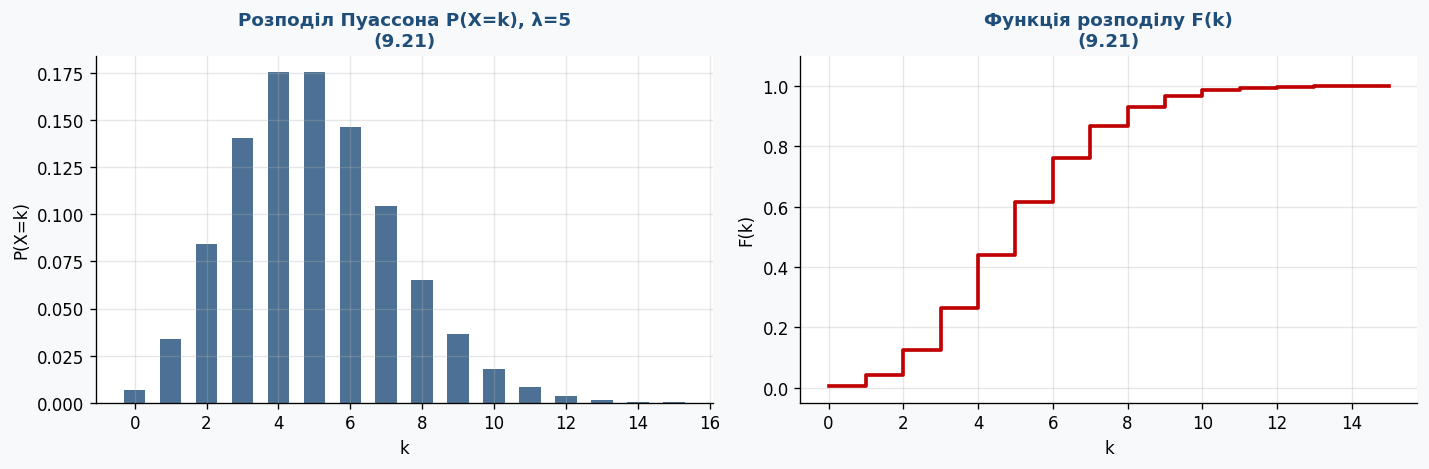 Розподіл Пуассона P(X=k), λ=5
(9.21)
0.175
0.150
0.125
0.100
0.075
0.050
0.025
0.000
P(X=k)
0 2 4 6 8 10 12 14 16
k
Функція розподілу F(k)
(9.21)
1.0
0.8
0.6
0.4
0.2
0.0
F(k)
0 2 4 6 8 10 12 14
k